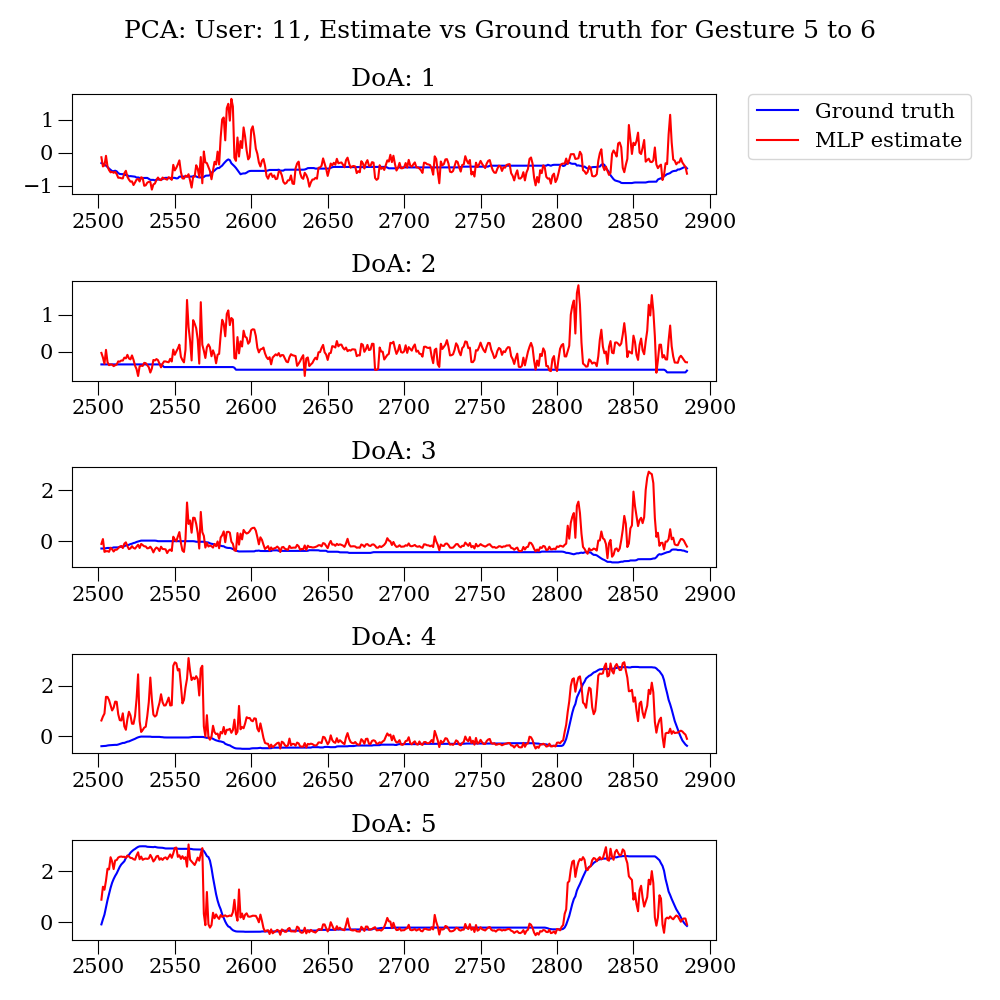 PCA: User: 11, Estimate vs Ground truth for Gesture 5 to 6
DoA: 1
Ground truth
MLP estimate
1
0
−1
2500 2550 2600 2650 2700 2750 2800 2850 2900
DoA: 2
1
0
2500 2550 2600 2650 2700 2750 2800 2850 2900
DoA: 3
2
0
2500 2550 2600 2650 2700 2750 2800 2850 2900
DoA: 4
2
0
2500 2550 2600 2650 2700 2750 2800 2850 2900
DoA: 5
2
0
2500 2550 2600 2650 2700 2750 2800 2850 2900